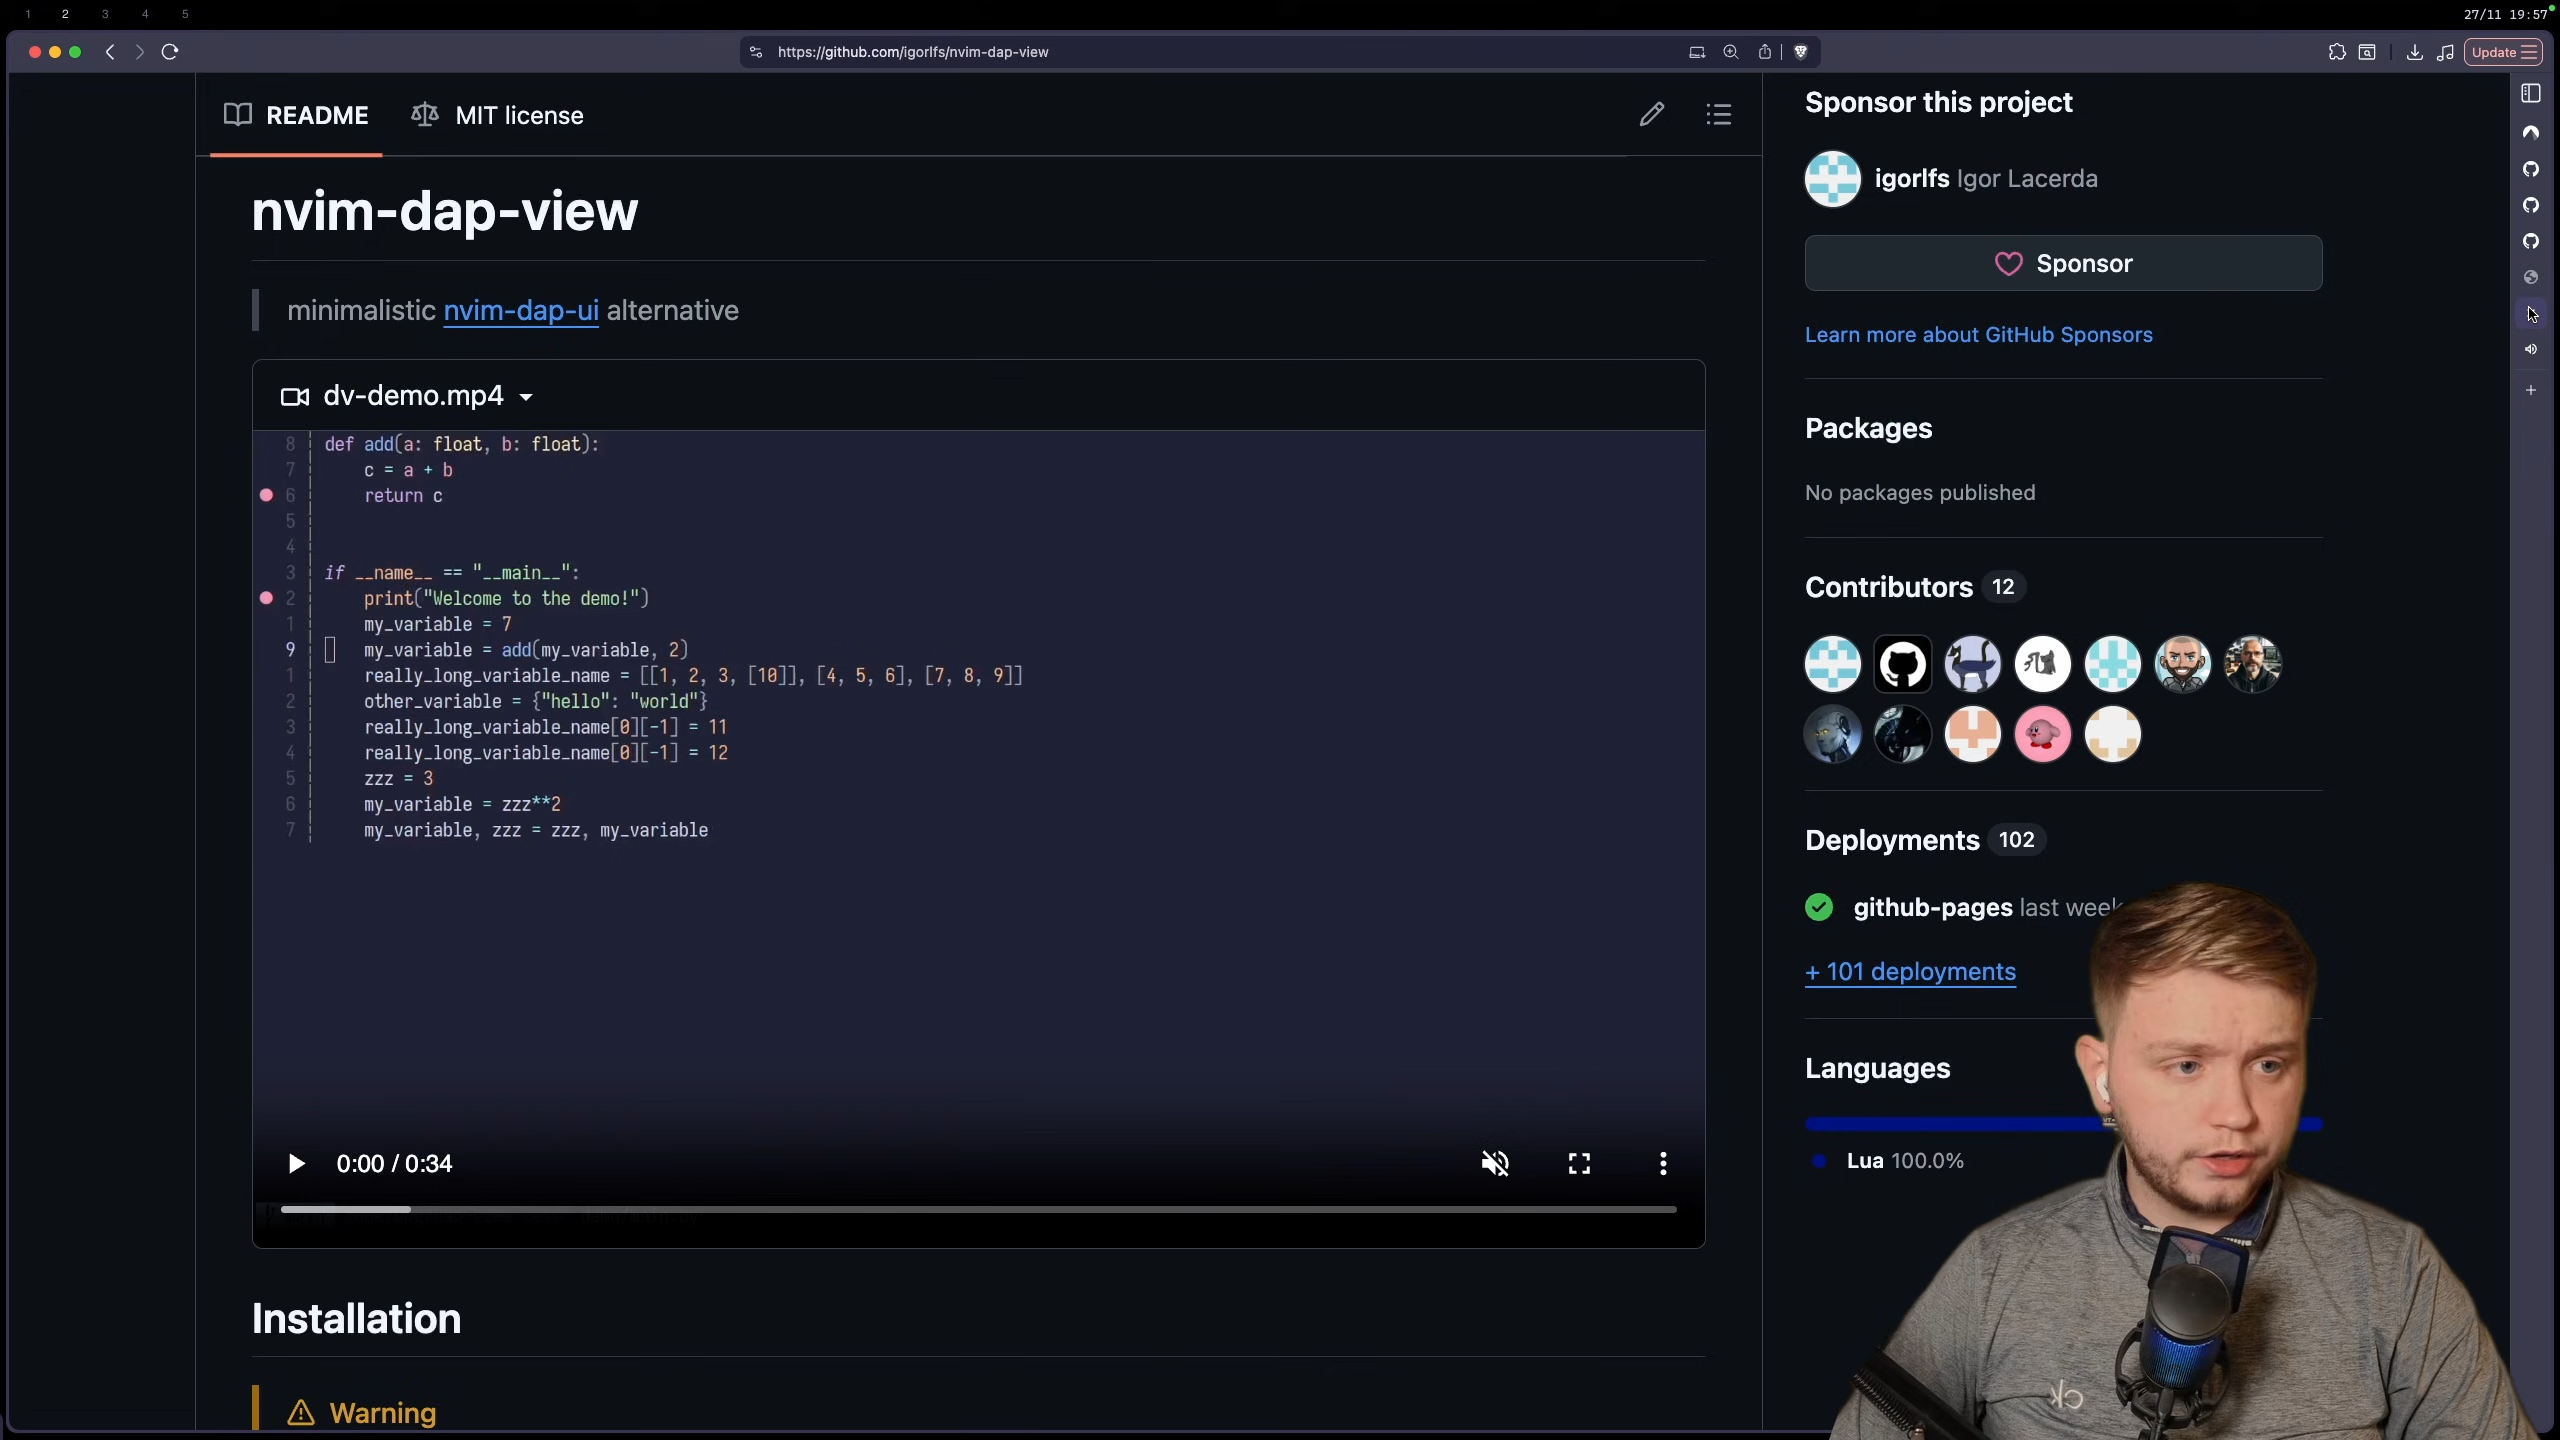 1 2 3 4 5
27/11 19:57
https://github.com/igorlfs/nvim-dap-view
Update
README
MIT license
nvim-dap-view
minimalistic nvim-dap-ui alternative
dv-demo.mp4
8 def add(a: float, b: float):
7 c = a + b
6 return c
5
4
3 if __name__ == "__main__":
2 print("Welcome to the demo!")
1 my_variable = 7
9 my_variable = add(my_variable, 2)
1 really_long_variable_name = [[1, 2, 3, [10]], [4, 5, 6], [7, 8, 9]]
2 other_variable = {"hello": "world"}
3 really_long_variable_name[0][-1] = 11
4 really_long_variable_name[0][-1] = 12
5 zzz = 3
6 my_variable = zzz**2
7 my_variable, zzz = zzz, my_variable
0:00 / 0:34
Installation
Warning
Sponsor this project
igorlfs Igor Lacerda
Sponsor
Learn more about GitHub Sponsors
Packages
No packages published
Contributors 12
Deployments 102
github-pages last week
+ 101 deployments
Languages
Lua 100.0%